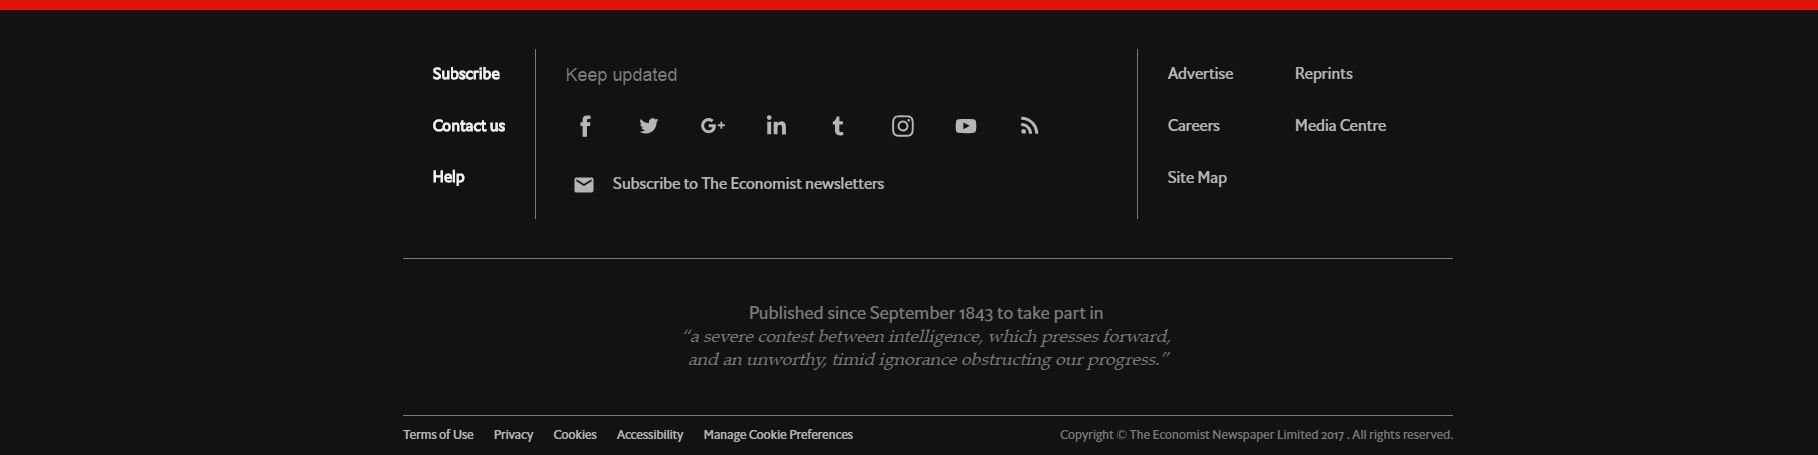 Subscribe
Contact us
Help
Keep updated
Subscribe to The Economist newsletters
Advertise
Careers
Site Map
Reprints
Media Centre
Published since September 1843 to take part in
“a severe contest between intelligence, which presses forward,
and an unworthy, timid ignorance obstructing our progress.”
Terms of Use Privacy Cookies Accessibility Manage Cookie Preferences
Copyright © The Economist Newspaper Limited 2017 . All rights reserved.